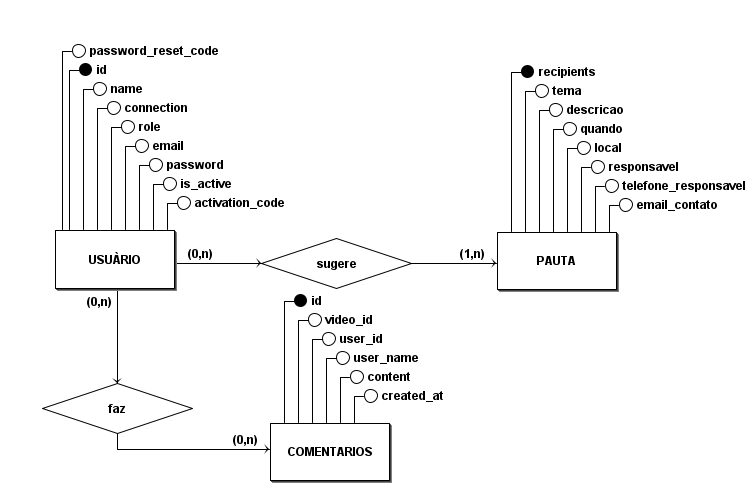 password_reset_code
id
name
connection
role
email
password
is_active
activation_code
recipients
tema
descricao
quando
local
responsavel
telefone_responsavel
email_contato
USUÀRIO
(0,n)
sugere
(1,n)
PAUTA
(0,n)
id
video_id
user_id
user_name
content
created_at
faz
(0,n)
COMENTARIOS